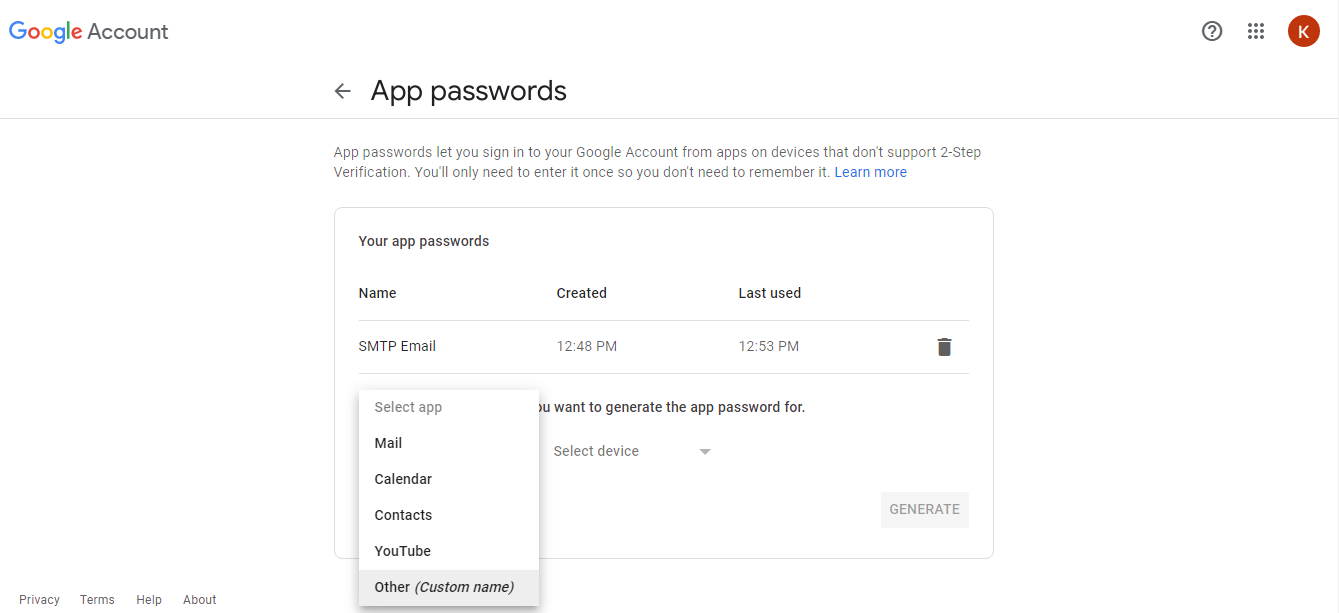 Google Account
K
App passwords
App passwords let you sign in to your Google Account from apps on devices that don't support 2-Step
Verification. You'll only need to enter it once so you don't need to remember it. Learn more
Your app passwords
Name Created Last used
SMTP Email 12:48 PM 12:53 PM
Select app
you want to generate the app password for.
Mail
Select device
Calendar
Contacts
GENERATE
YouTube
Other (Custom name)
Privacy Terms Help About